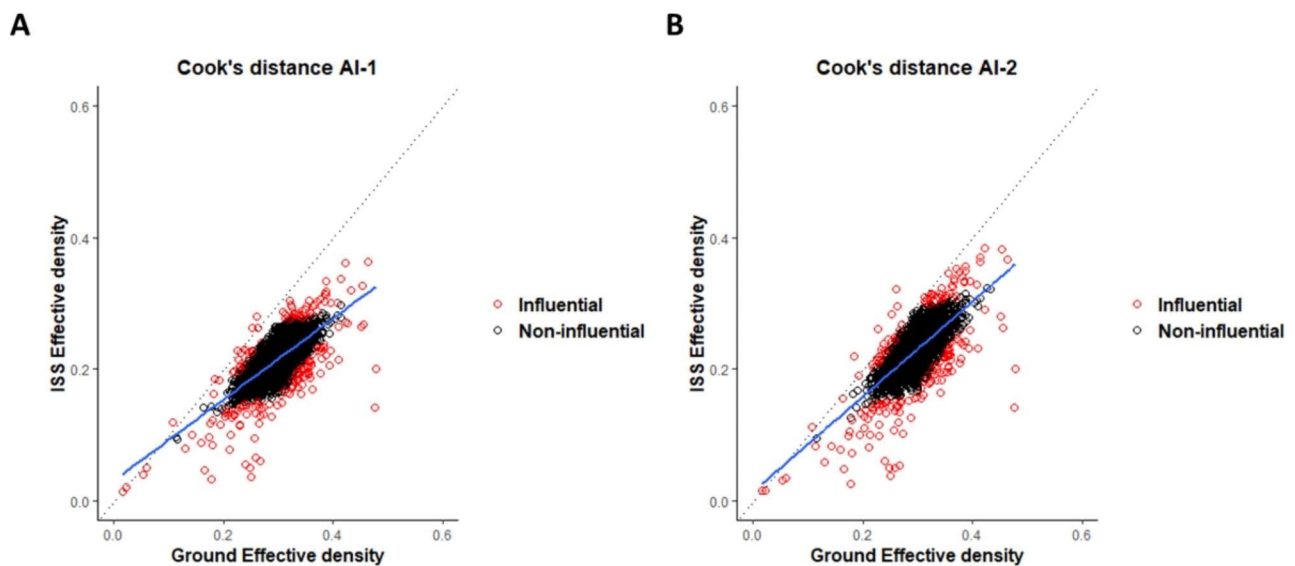 A
Cook's distance AI-1
ISS Effective density
0.6
0.4
0.2
0.0
0.0 0.2 0.4 0.6
Ground Effective density
Influential
Non-influential
B
Cook's distance AI-2
ISS Effective density
0.6
0.4
0.2
0.0
0.0 0.2 0.4 0.6
Ground Effective density
Influential
Non-influential